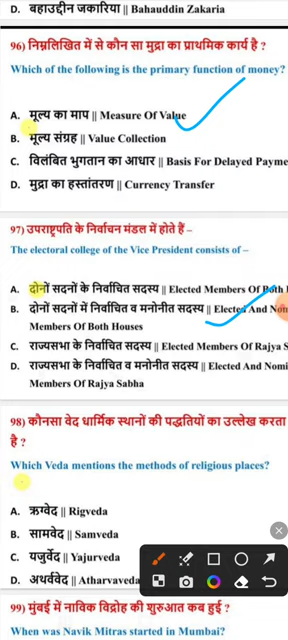 D. बहाउद्दीन जकारिया || Bahauddin Zakaria
96) निम्नलिखित में से कौन सा मुद्रा का प्राथमिक कार्य है ?
Which of the following is the primary function of money?
A. मूल्य का माप || Measure Of Value
B. मूल्य संग्रह || Value Collection
C. विलंबित भुगतान का आधार || Basis For Delayed Payme
D. मुद्रा का हस्तांतरण || Currency Transfer
97) उपराष्ट्रपति के निर्वाचन मंडल में होते हैं –
The electoral college of the Vice President consists of –
A. दोनों सदनों के निर्वाचित सदस्य || Elected Members Of Both
B. दोनों सदनों में निर्वाचित व मनोनीत सदस्य || Elected And Nom
Members Of Both Houses
C. राज्यसभा के निर्वाचित सदस्य || Elected Members Of Rajya S
D. राज्यसभा के निर्वाचित व मनोनीत सदस्य || Elected And Nomi
Members Of Rajya Sabha
98) कौनसा वेद धार्मिक स्थानों की पद्धतियों का उल्लेख करता
है ?
Which Veda mentions the methods of religious places?
A. ऋग्वेद || Rigveda
B. सामवेद || Samveda
C. यजुर्वेद || Yajurveda
D. अथर्ववेद || Atharvaveda
99) मुंबई में नाविक विद्रोह की शुरुआत कब हुई ?
When was Navik Mitras started in Mumbai?